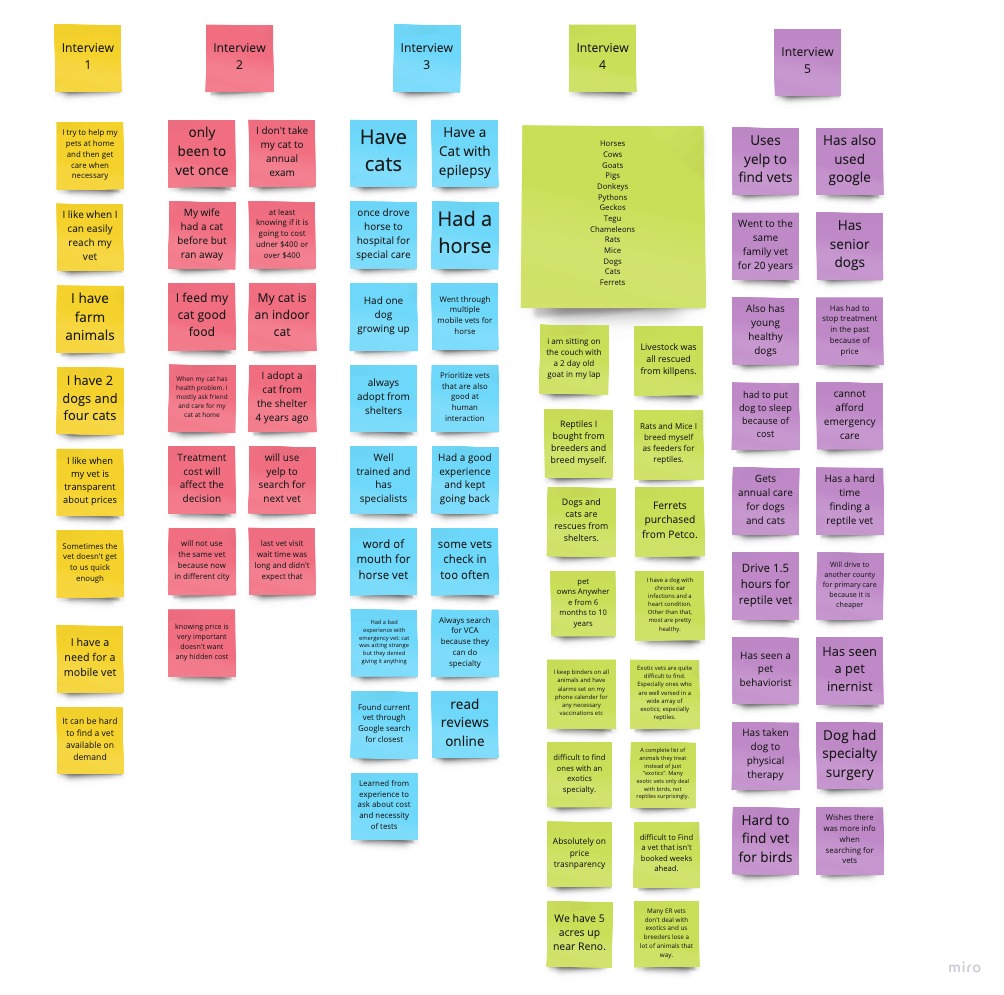 Interview
1
I try to help my
pets at home
and then get
care when
necessary
I like when I
can easily
reach my
vet
I have
farm
animals
I have 2
dogs and
four cats
I like when
my vet is
transparent
about prices
Sometimes the
vet doesn't get
to us quick
enough
I have a
need for a
mobile vet
It can be hard
to find a vet
available on
demand
Interview
2
only
been to
vet once
I don't take
my cat to
annual
exam
My wife
had a cat
before but
ran away
at least
knowing if it is
going to cost
udner $400 or
over $400
I feed my
cat good
food
My cat is
an indoor
cat
When my cat has
health problem. I
mostly ask friend
and care for my
cat at home
I adopt a
cat from
the shelter
4 years ago
Treatment
cost will
affect the
decision
will use
yelp to
search for
next vet
will not use
the same vet
because now
in different city
last vet visit
wait time was
long and didn't
expect that
knowing price is
very important
doesn't want
any hidden cost
Interview
3
Have
cats
Have a
Cat with
epilepsy
once drove
horse to
hospital for
special care
Had a
horse
Had one
dog
growing up
Went through
multiple
mobile vets for
horse
always
adopt from
shelters
Prioritize vets
that are also
good at
human
interaction
Well
trained and
has
specialists
Had a good
experience
and kept
going back
word of
mouth for
horse vet
some vets
check in
too often
Had a bad
experience with
emergency vet: cat
was acting strange
but they denied
giving it anything
Always search
for VCA
because they
can do
specialty
Found current
vet through
Google search
for closest
read
reviews
online
Learned from
experience to
ask about cost
and necessity
of tests
Interview
4
Horses
Cows
Goats
Pigs
Donkeys
Pythons
Geckos
Tegu
Chameleons
Rats
Mice
Dogs
Cats
Ferrets
i am sitting on
the couch with
a 2 day old
goat in my lap
Livestock was
all rescued
from killpens.
Reptiles I
bought from
breeders and
breed myself.
Rats and Mice I
breed myself
as feeders for
reptiles.
Dogs and
cats are
rescues from
shelters.
Ferrets
purchased
from Petco.
pet
owns Anywher
e from 6
months to 10
years
I have a dog with
chronic ear
infections and a
heart condition.
Other than that,
most are pretty
healthy.
I keep binders on all
animals and have
alarms set on my
phone calender for
any necessary
vaccinations etc
Exotic vets are quite
difficult to find.
Especially ones who
are well versed in a
wide array of
exotics; especially
reptiles.
difficult to find
ones with an
exotics
specialty.
A complete list of
animals they treat
instead of just
"exotics". Many
exotic vets only deal
with birds, not
reptiles surprisingly.
Absolutely on
price
trasnparency
difficult to Find
a vet that isn't
booked weeks
ahead.
We have 5
acres up
near Reno.
Many ER vets
don't deal with
exotics and us
breeders lose a
lot of animals that
way.
Interview
5
Uses
yelp to
find vets
Has also
used
google
Went to the
same
family vet
for 20 years
Has
senior
dogs
Also has
young
healthy
dogs
Has had to
stop treatment
in the past
because of
price
had to put
dog to sleep
because of
cost
cannot
afford
emergency
care
Gets
annual care
for dogs
and cats
Has a hard
time
finding a
reptile vet
Drive 1.5
hours for
reptile vet
Will drive to
another county
for primary care
because it is
cheaper
Has seen a
pet
behaviorist
Has seen
a pet
inernist
Has taken
dog to
physical
therapy
Dog had
specialty
surgery
Hard to
find vet
for birds
Wishes there
was more info
when
searching for
vets
miro